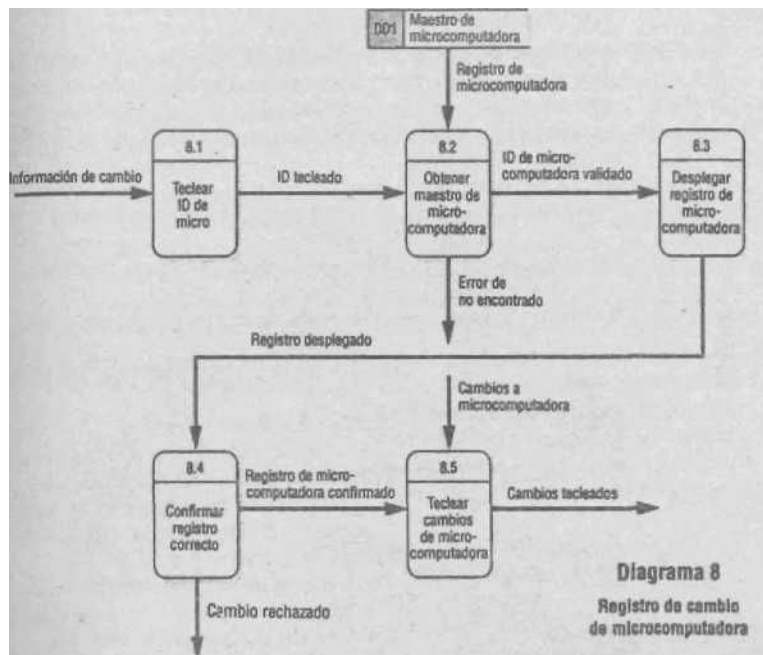 DD1
Maestro de
microcomputadora
Registro de
microcomputadora
8.1
Teclear
ID de
micro
8.2
Obtener
maestro de
micro-
computadora
8.3
Desplegar
registro de
micro-
computadora
Información de cambio
ID tecleado
ID de micro-
computadora validado
Error de
no encontrado
Registro desplegado
Cambios a
microcomputadora
8.4
Confirmar
registro
correcto
Registro de micro-
computadora confirmado
8.5
Teclear
cambios
de micro-
computadora
Cambios tecleados
Cambio rechazado
Diagrama 8
Registro de cambio
de microcomputadora